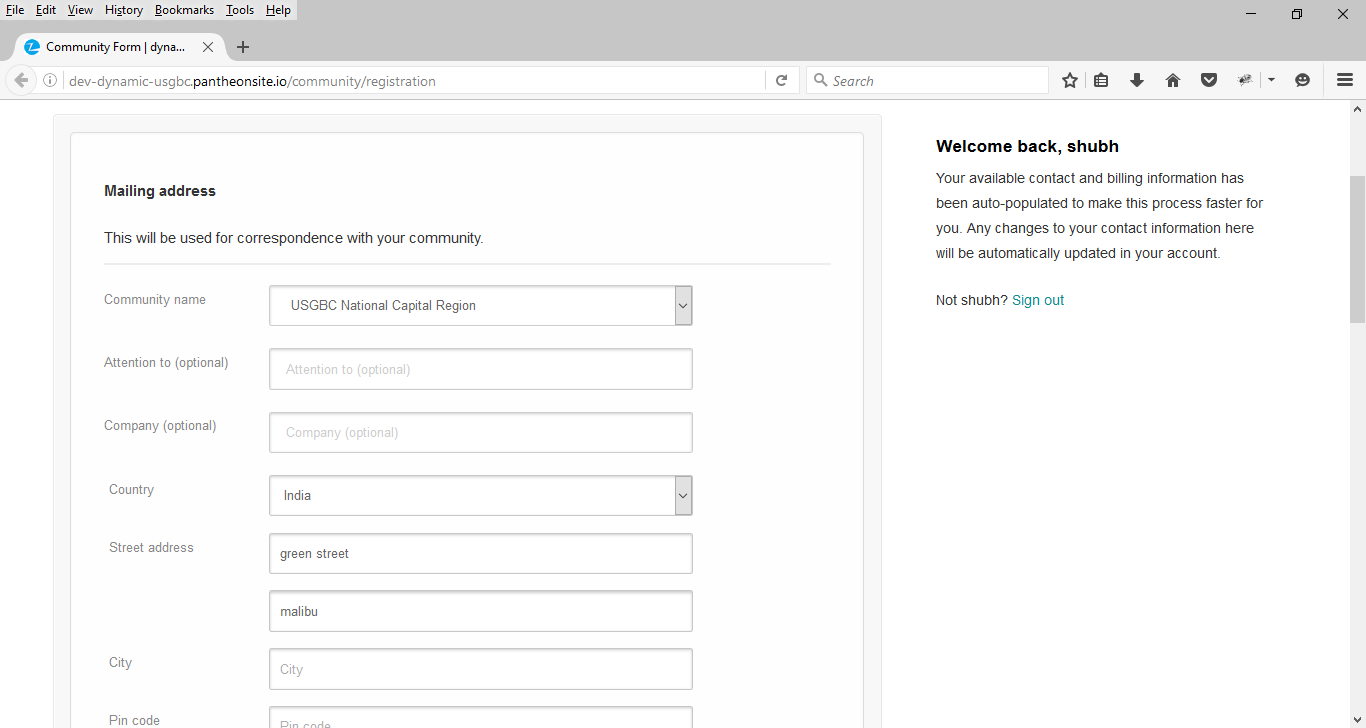 File Edit View History Bookmarks Tools Help
Community Form | dyna...
dev-dynamic-usgbc.pantheonsite.io/community/registration
Search
Mailing address
This will be used for correspondence with your community.
Community name
USGBC National Capital Region
Attention to (optional)
Attention to (optional)
Company (optional)
Company (optional)
Country
India
Street address
green street
malibu
City
City
Pin code
Pin code
Welcome back, shubh
Your available contact and billing information has
been auto-populated to make this process faster for
you. Any changes to your contact information here
will be automatically updated in your account.
Not shubh? Sign out